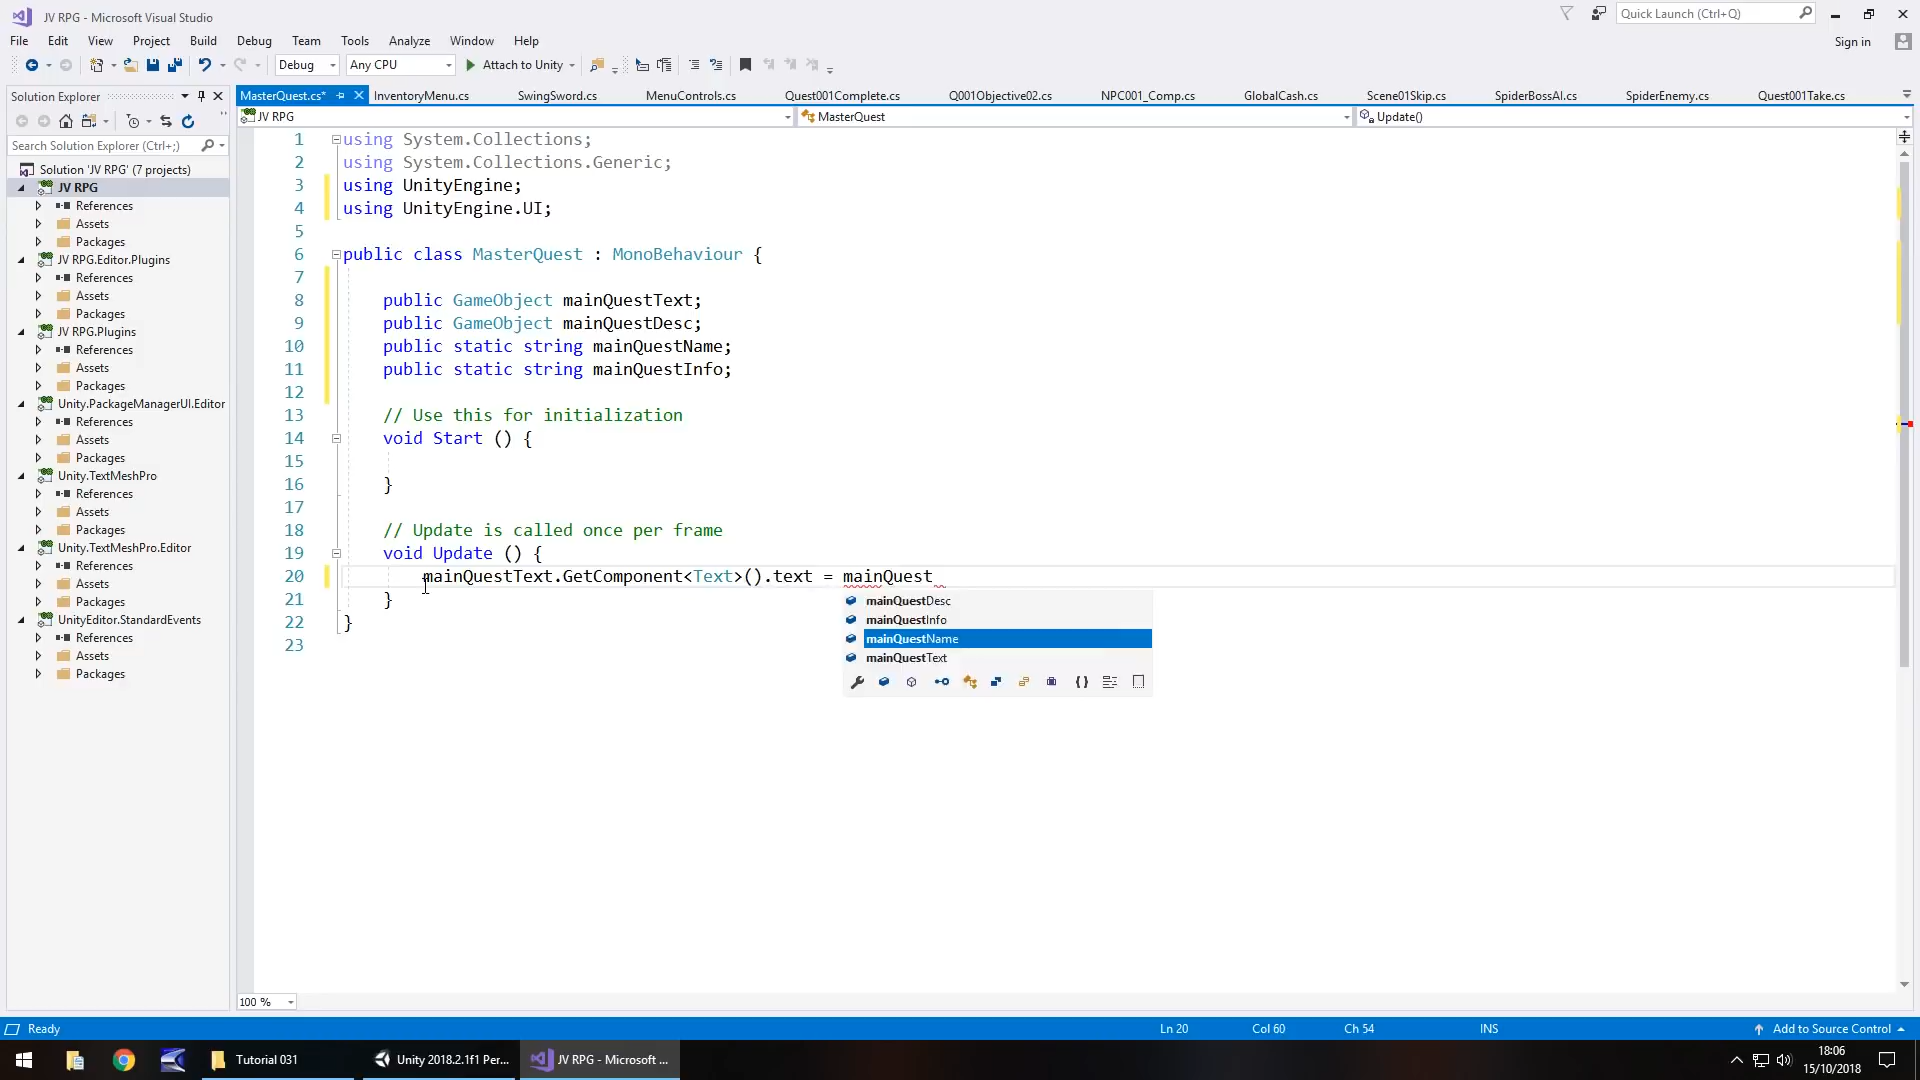 JV RPG - Microsoft Visual Studio
Quick Launch (Ctrl+Q)
File Edit View Project Build Debug Team Tools Analyze Window Help
Sign in
Debug Any CPU Attach to Unity
Solution Explorer
MasterQuest.cs* InventoryMenu.cs SwingSword.cs MenuControls.cs Quest001Complete.cs Q001Objective02.cs NPC001_Comp.cs GlobalCash.cs Scene01Skip.cs SpiderBossAI.cs SpiderEnemy.cs Quest001Take.cs
JV RPG MasterQuest Update()
Search Solution Explorer (Ctrl+;)
Solution 'JV RPG' (7 projects)
JV RPG
References
Assets
Packages
JV RPG.Editor.Plugins
References
Assets
Packages
JV RPG.Plugins
References
Assets
Packages
Unity.PackageManagerUI.Editor
References
Assets
Packages
Unity.TextMeshPro
References
Assets
Packages
Unity.TextMeshPro.Editor
References
Assets
Packages
UnityEditor.StandardEvents
References
Assets
Packages
1 using System.Collections;
2 using System.Collections.Generic;
3 using UnityEngine;
4 using UnityEngine.UI;
5
6 public class MasterQuest : MonoBehaviour {
7
8 public GameObject mainQuestText;
9 public GameObject mainQuestDesc;
10 public static string mainQuestName;
11 public static string mainQuestInfo;
12
13 // Use this for initialization
14 void Start () {
15
16 }
17
18 // Update is called once per frame
19 void Update () {
20 mainQuestText.GetComponent<Text>().text = mainQuest
21 }
22 }
23
mainQuestDesc
mainQuestInfo
mainQuestName
mainQuestText
100 %
Ready Ln 20 Col 60 Ch 54 INS Add to Source Control
Tutorial 031 Unity 2018.2.1f1 Per... JV RPG - Microsoft ...
18:06
15/10/2018